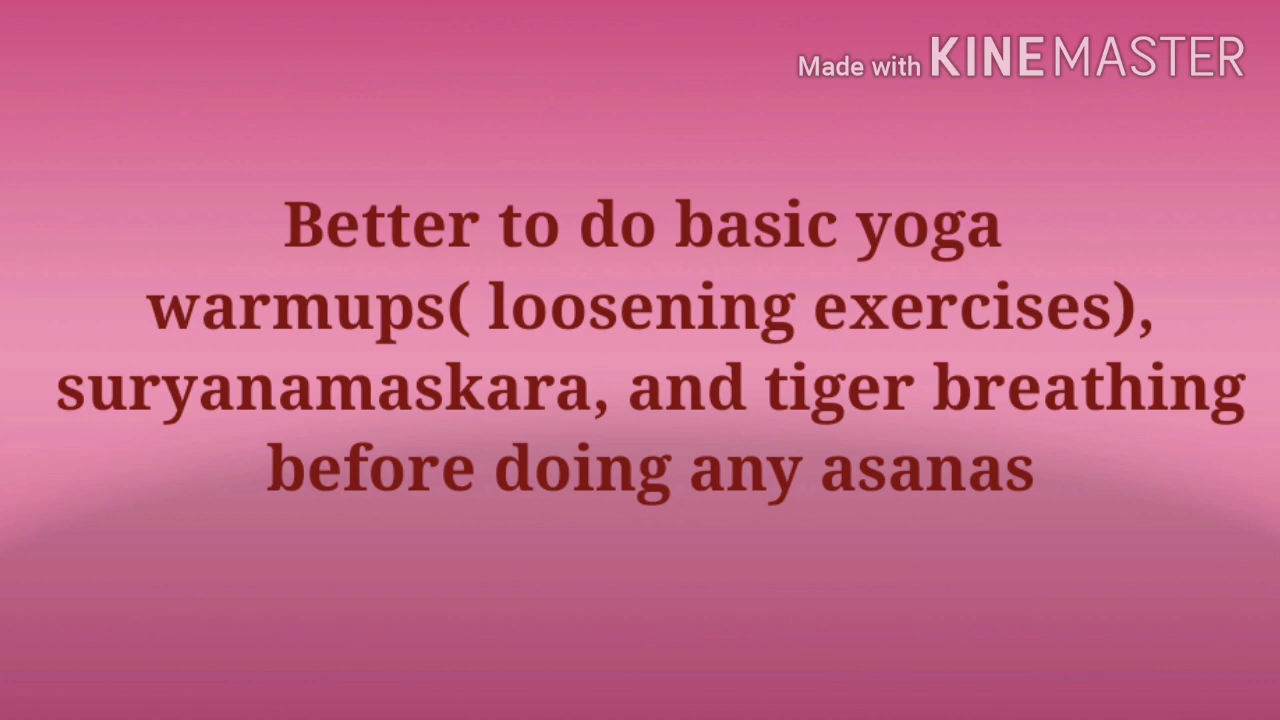 Made with KINEMASTER
Better to do basic yoga
warmups( loosening exercises),
suryanamaskara, and tiger breathing
before doing any asanas